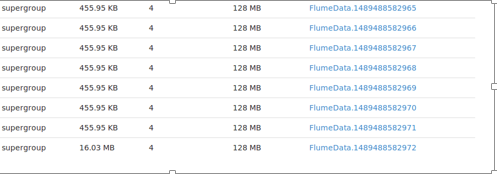 supergroup 455.95 KB 4 128 MB FlumeData.1489488582965
supergroup 455.95 KB 4 128 MB FlumeData.1489488582966
supergroup 455.95 KB 4 128 MB FlumeData.1489488582967
supergroup 455.95 KB 4 128 MB FlumeData.1489488582968
supergroup 455.95 KB 4 128 MB FlumeData.1489488582969
supergroup 455.95 KB 4 128 MB FlumeData.1489488582970
supergroup 455.95 KB 4 128 MB FlumeData.1489488582971
supergroup 16.03 MB 4 128 MB FlumeData.1489488582972